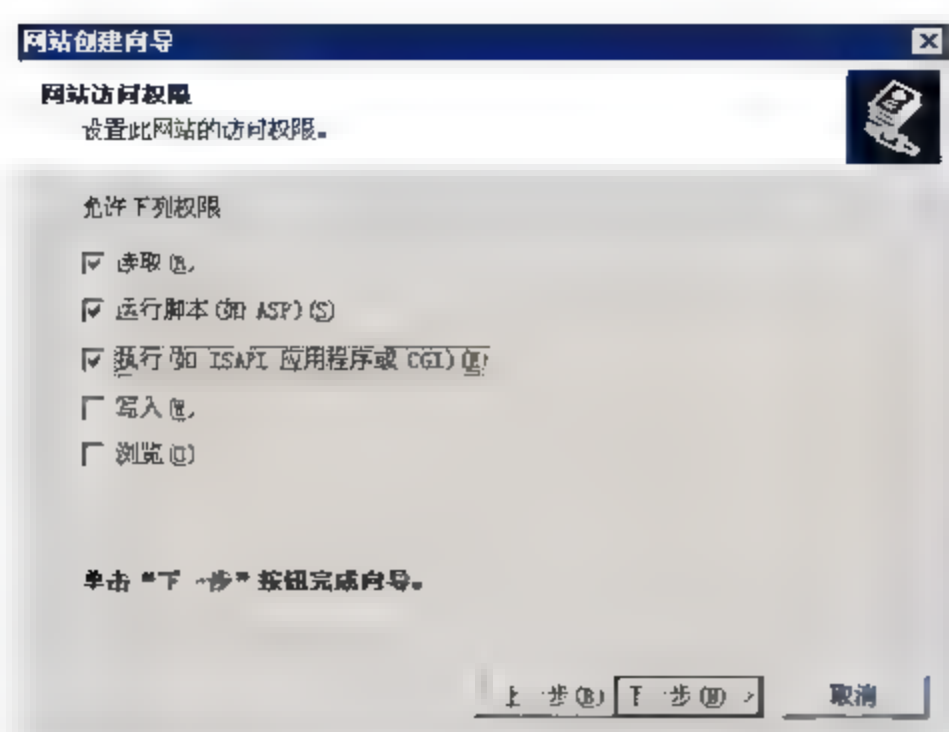 网站创建向导
网站访问权限
设置此网站的访问权限。
允许下列权限
读取(R)
运行脚本(如 ASP)(S)
执行(如 ISAPI 应用程序或 CGI)(E)
写入(W)
浏览(O)
单击“下一步”按钮完成向导。
上一步(B) 下一步(N) > 取消